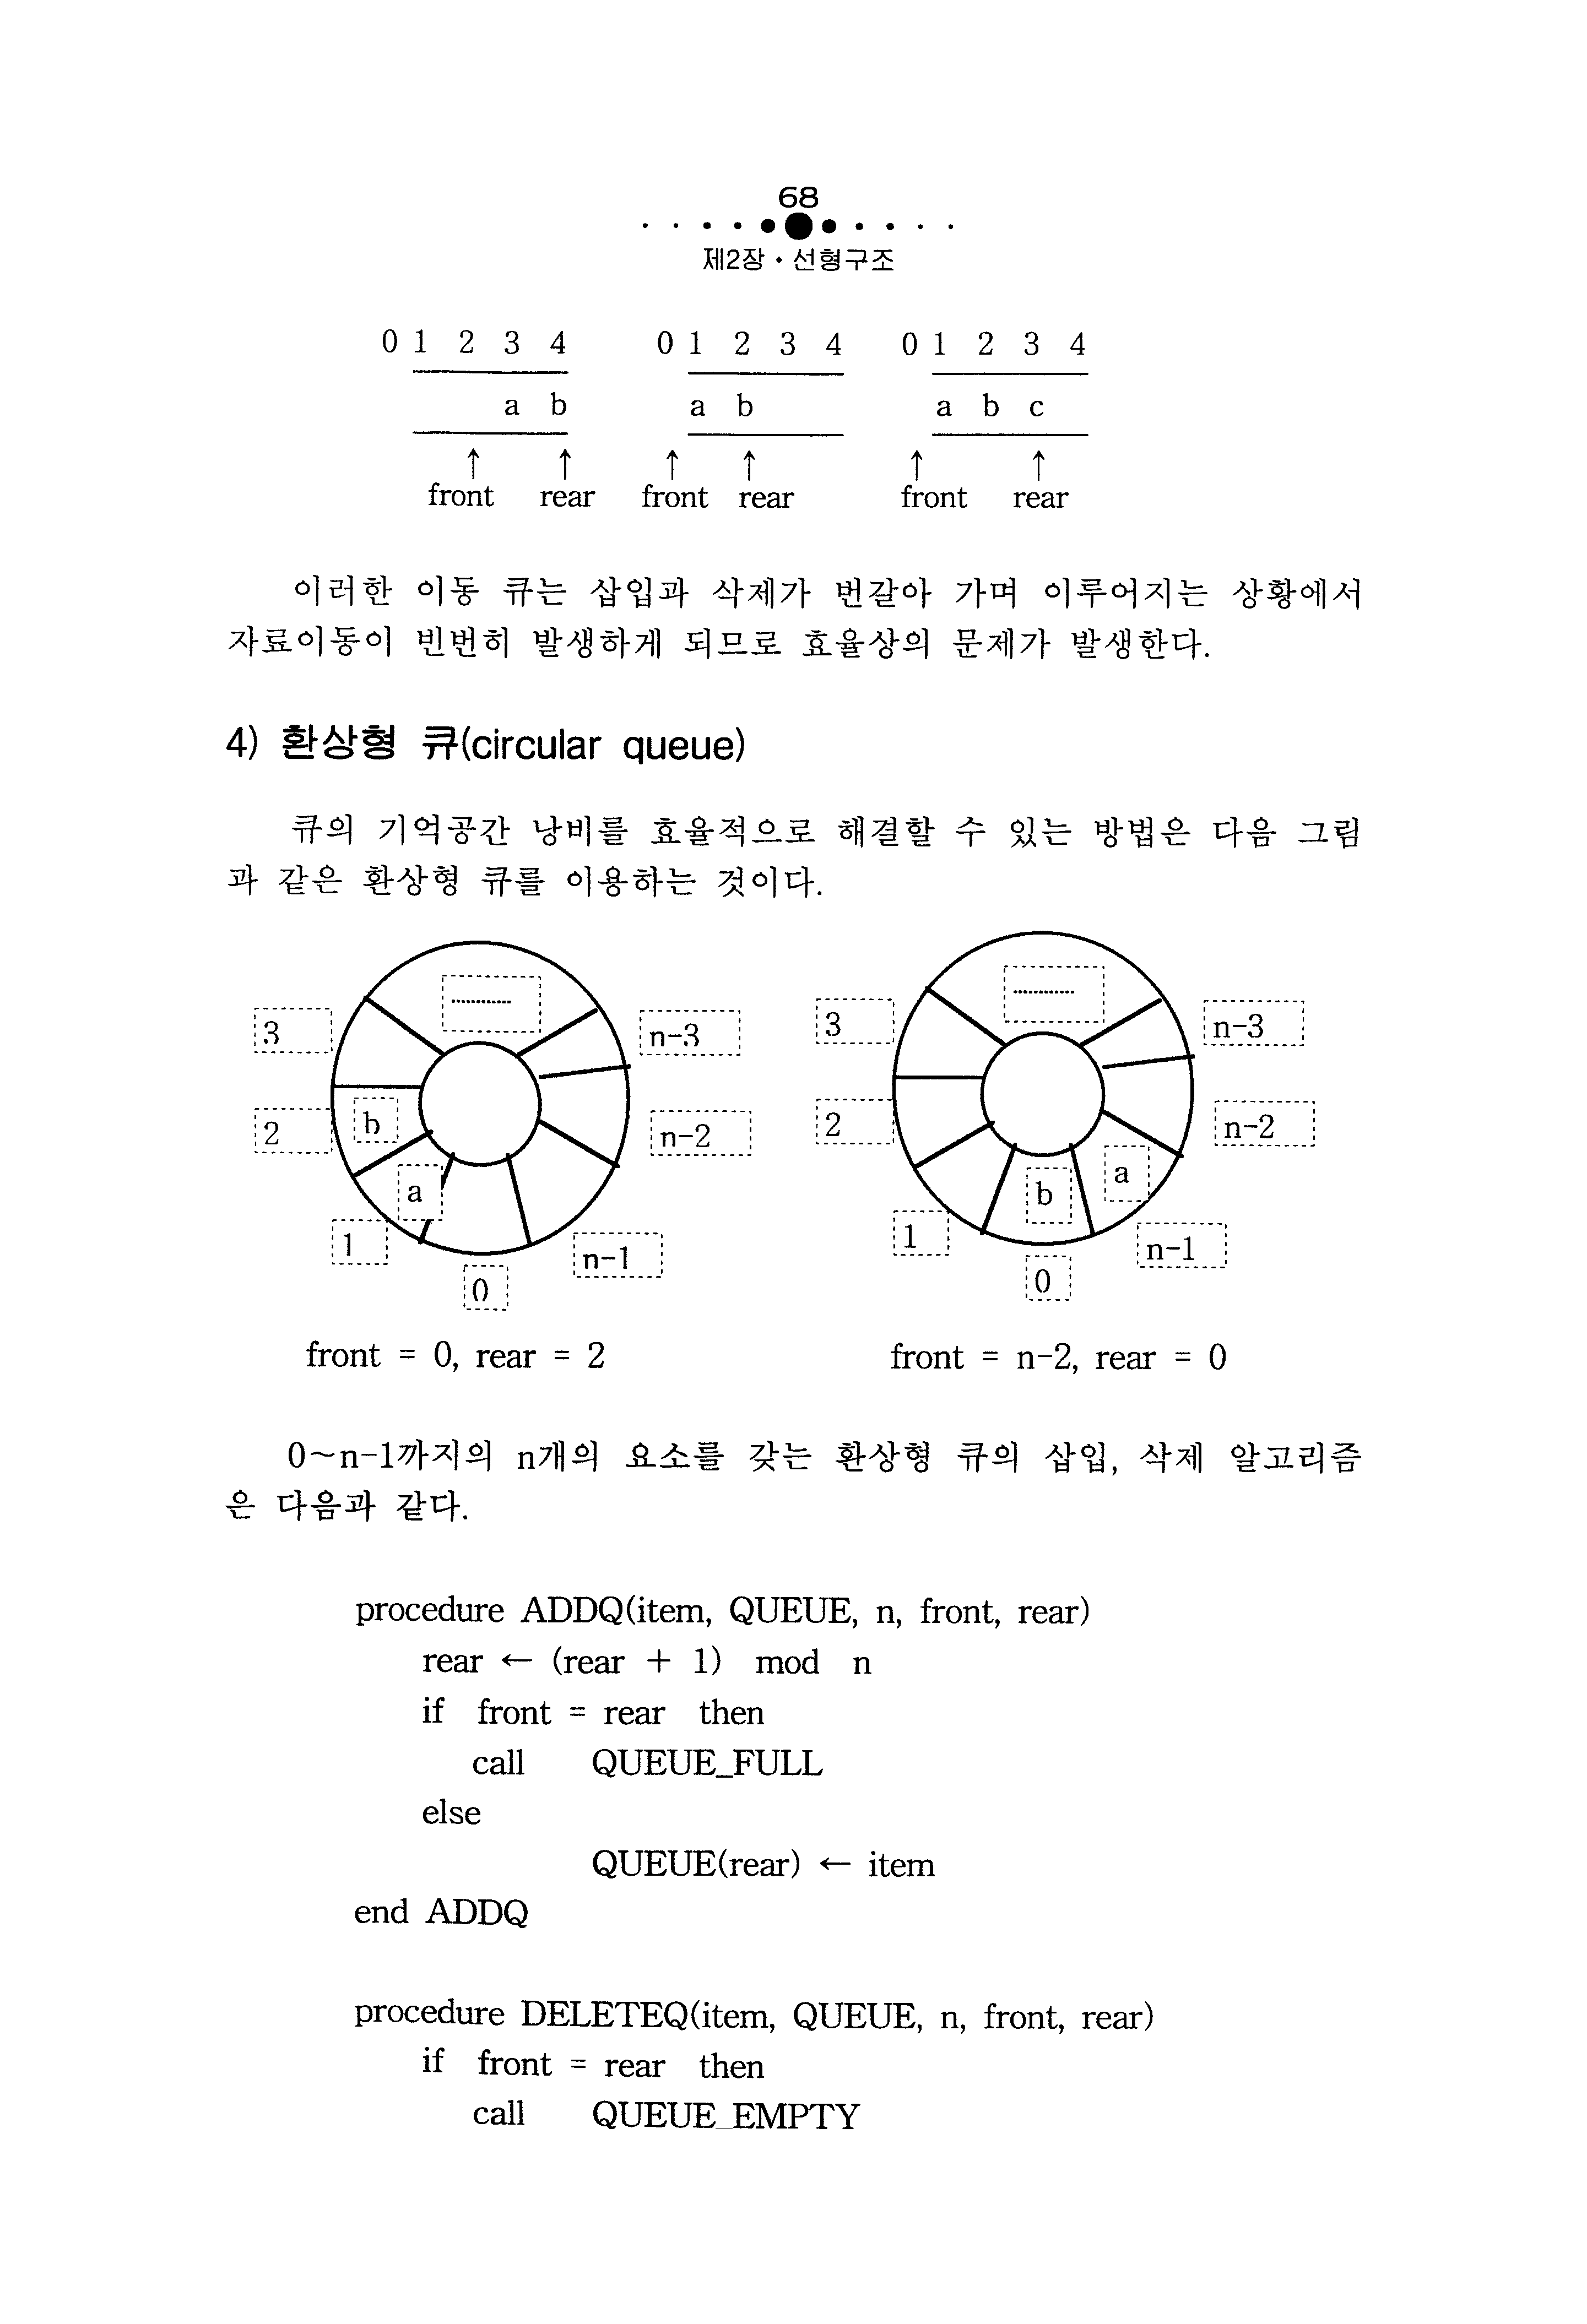 68
제2장 • 선형구조
0 1 2 3 4 0 1 2 3 4 0 1 2 3 4
a b a b a b c
↑ ↑ ↑ ↑ ↑ ↑
front rear front rear front rear
이러한 이동 큐는 삽입과 삭제가 번갈아 가며 이루어지는 상황에서
자료이동이 빈번히 발생하게 되므로 효율상의 문제가 발생한다.
4) 환상형 큐(circular queue)
큐의 기억공간 낭비를 효율적으로 해결할 수 있는 방법은 다음 그림
과 같은 환상형 큐를 이용하는 것이다.
............
3
n-3
b
2
n-2
a
1
n-1
0
front = 0, rear = 2
............
3
n-3
2
n-2
a
b
1
n-1
0
front = n-2, rear = 0
0~n-1까지의 n개의 요소를 갖는 환상형 큐의 삽입, 삭제 알고리즘
은 다음과 같다.
procedure ADDQ(item, QUEUE, n, front, rear)
rear ← (rear + 1) mod n
if front = rear then
call QUEUE_FULL
else
QUEUE(rear) ← item
end ADDQ
procedure DELETEQ(item, QUEUE, n, front, rear)
if front = rear then
call QUEUE_EMPTY